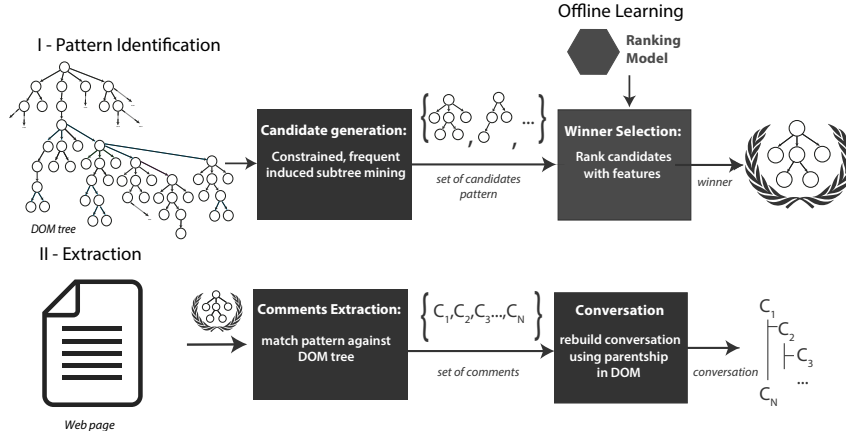 Offline Learning
I - Pattern Identification
Ranking
Model
Candidate generation:
Constrained, frequent
induced subtree mining
{ , , ... }
set of candidates
pattern
Winner Selection:
Rank candidates
with features
winner
DOM tree
II - Extraction
Comments Extraction:
match pattern against
DOM tree
{C1,C2,C3...,CN}
set of comments
Conversation
rebuild conversation
using parentship
in DOM
conversation
C1
C2
C3
...
CN
Web page